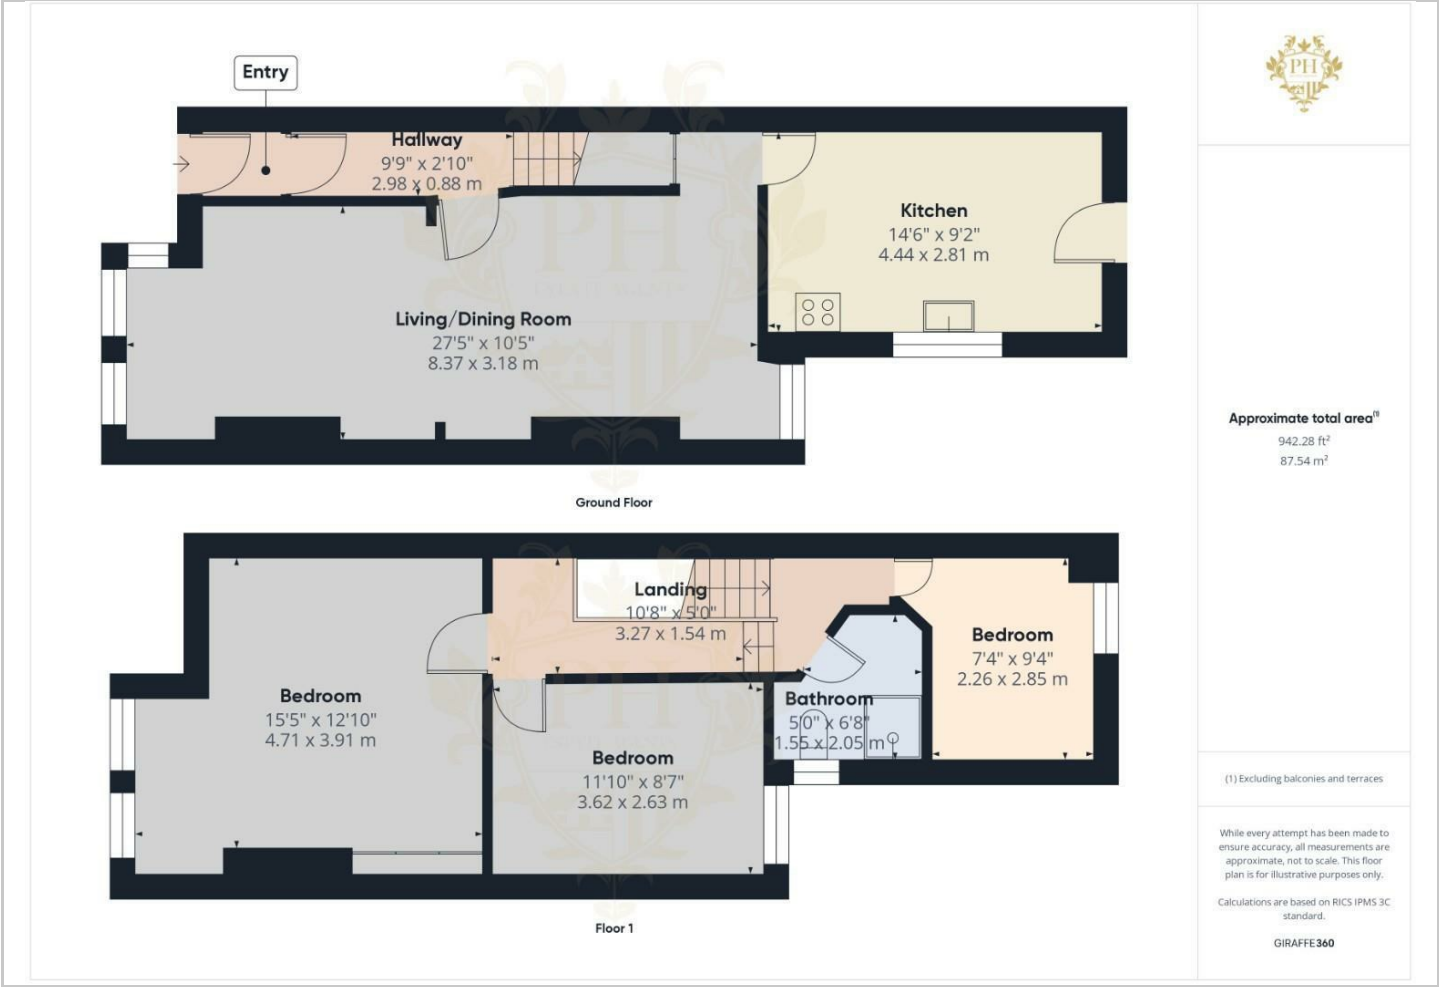 Entry
Hallway
9'9" x 2'10"
2.98 x 0.88 m
Kitchen
14'6" x 9'2"
4.44 x 2.81 m
Living/Dining Room
27'5" x 10'5"
8.37 x 3.18 m
Ground Floor
Landing
10'8" x 5'0"
3.27 x 1.54 m
Bedroom
7'4" x 9'4"
2.26 x 2.85 m
Bedroom
15'5" x 12'10"
4.71 x 3.91 m
Bathroom
5'0" x 6'8"
1.55 x 2.05 m
Bedroom
11'10" x 8'7"
3.62 x 2.63 m
Floor 1
PH
ESTATE AGENTS
PH
PH
Approximate total area(1)
942.28 ft²
87.54 m²
(1) Excluding balconies and terraces
While every attempt has been made to
ensure accuracy, all measurements are
approximate, not to scale. This floor
plan is for illustrative purposes only.
Calculations are based on RICS IPMS 3C
standard.
GIRAFFE360